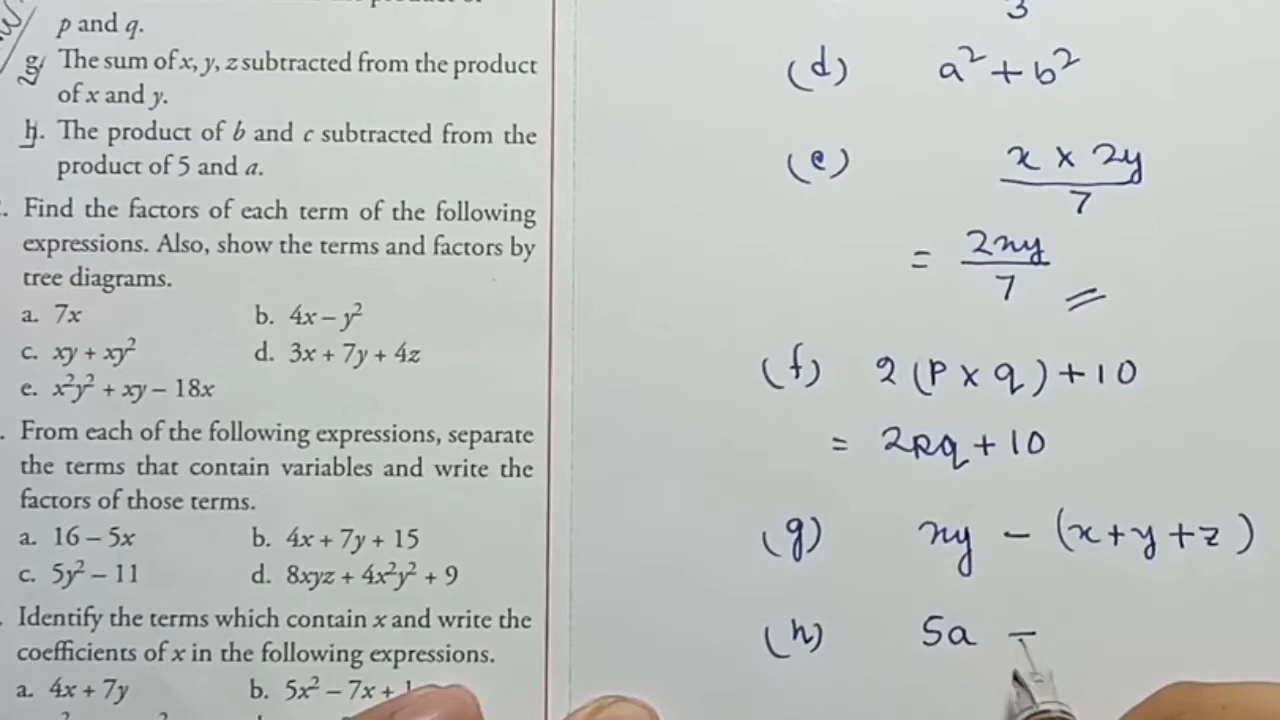 p and q.
g. The sum of x, y, z subtracted from the product
of x and y.
h. The product of b and c subtracted from the
product of 5 and a.
Find the factors of each term of the following
expressions. Also, show the terms and factors by
tree diagrams.
a. 7x b. 4x – y²
c. xy + xy² d. 3x + 7y + 4z
e. x²y² + xy – 18x
From each of the following expressions, separate
the terms that contain variables and write the
factors of those terms.
a. 16 – 5x b. 4x + 7y + 15
c. 5y² – 11 d. 8xyz + 4x²y² + 9
Identify the terms which contain x and write the
coefficients of x in the following expressions.
a. 4x + 7y b. 5x² – 7x +
3
(d) a² + b²
(e) x × 2y
7
= 2xy
7
(f) 2 (p × q) + 10
= 2pq + 10
(g) xy – (x + y + z)
(h) 5a –